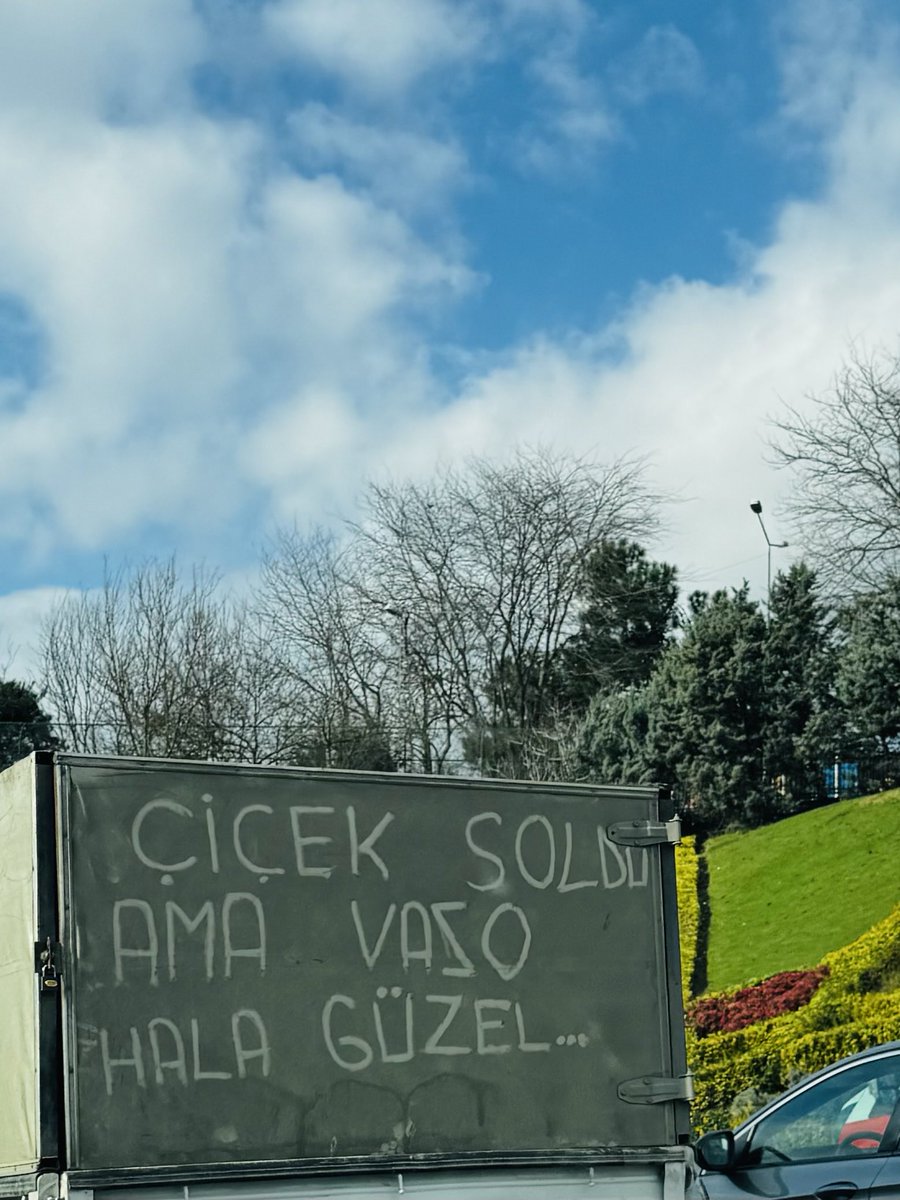 ÇİÇEK SOLDU
AMA VAZO
HALA GÜZEL...